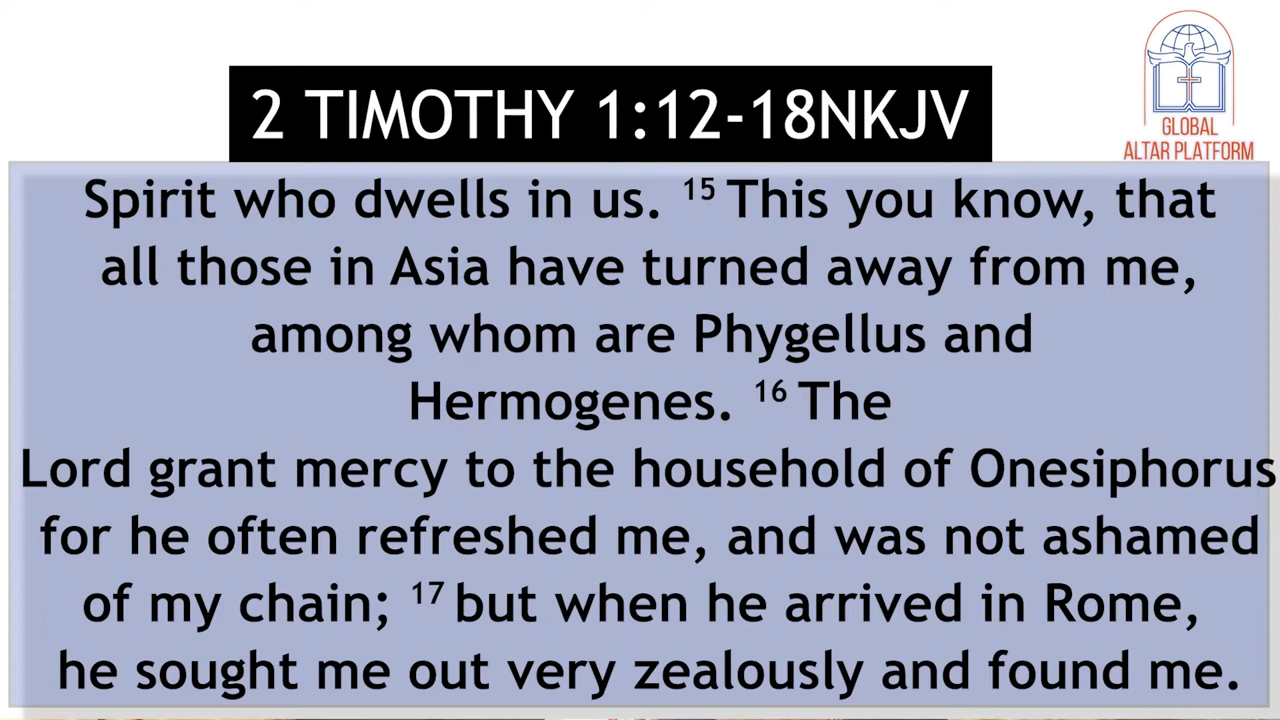 GLOBAL
ALTAR PLATFORM
2 TIMOTHY 1:12-18NKJV
Spirit who dwells in us. ¹⁵ This you know, that
all those in Asia have turned away from me,
among whom are Phygellus and
Hermogenes. ¹⁶ The
Lord grant mercy to the household of Onesiphorus
for he often refreshed me, and was not ashamed
of my chain; ¹⁷ but when he arrived in Rome,
he sought me out very zealously and found me.